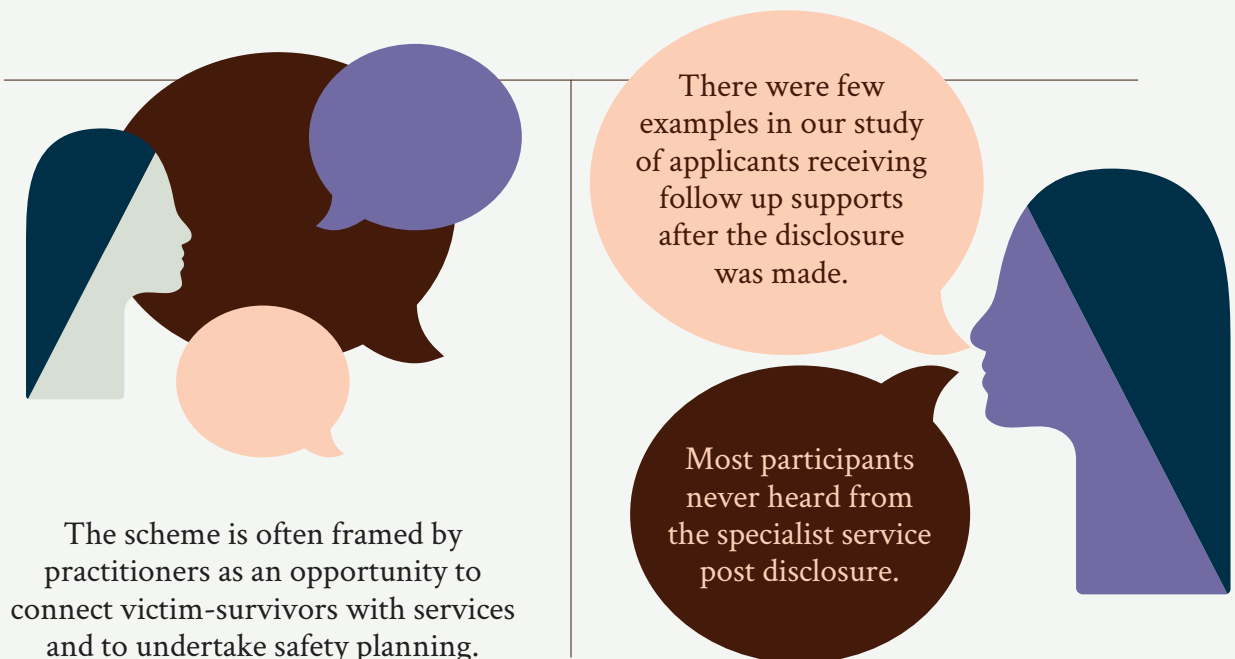 The scheme is often framed by
practitioners as an opportunity to
connect victim-survivors with services
and to undertake safety planning.
There were few
examples in our study
of applicants receiving
follow up supports
after the disclosure
was made.
Most participants
never heard from
the specialist service
post disclosure.